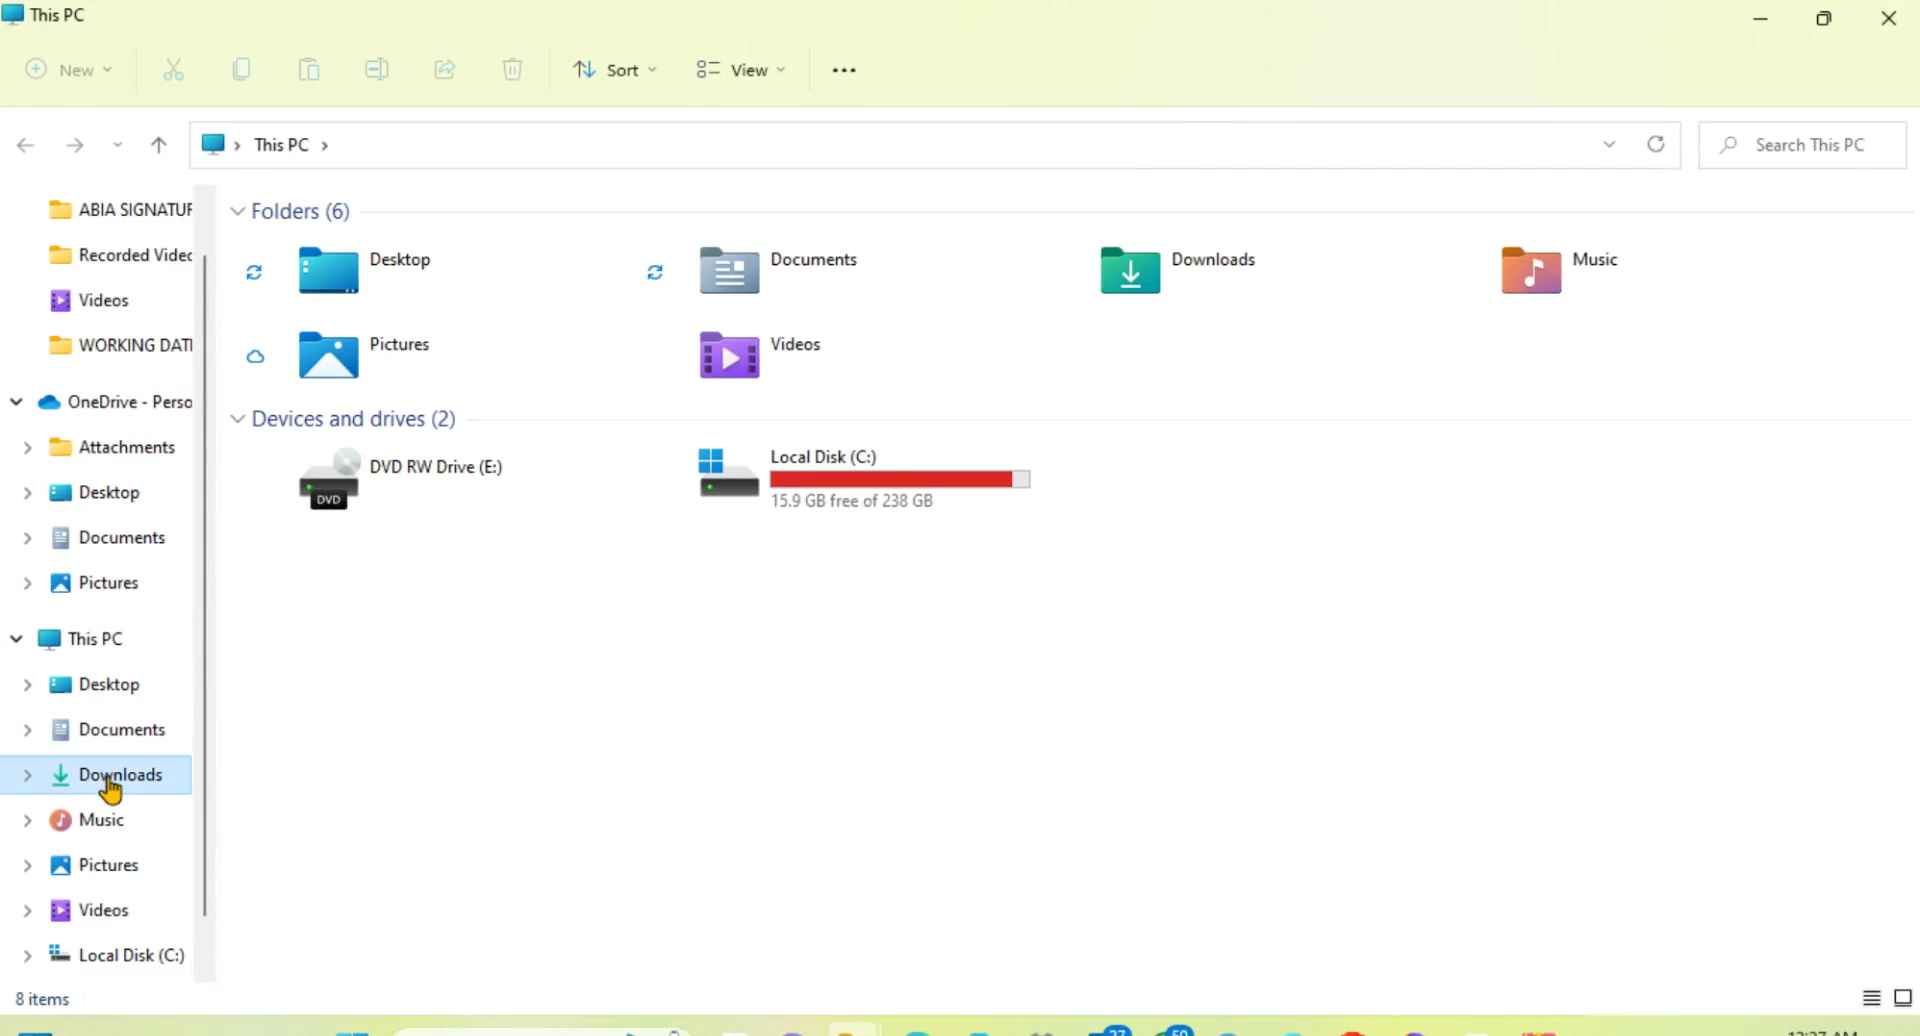 This PC
New
Sort
View
This PC
Search This PC
ABIA SIGNATUR
Recorded Videc
Videos
WORKING DATI
OneDrive - Perso
Attachments
Desktop
Documents
Pictures
This PC
Desktop
Documents
Downloads
Music
Pictures
Videos
Local Disk (C:)
Folders (6)
Desktop
Documents
Downloads
Music
Pictures
Videos
Devices and drives (2)
DVD RW Drive (E:)
DVD
Local Disk (C:)
15.9 GB free of 238 GB
8 items